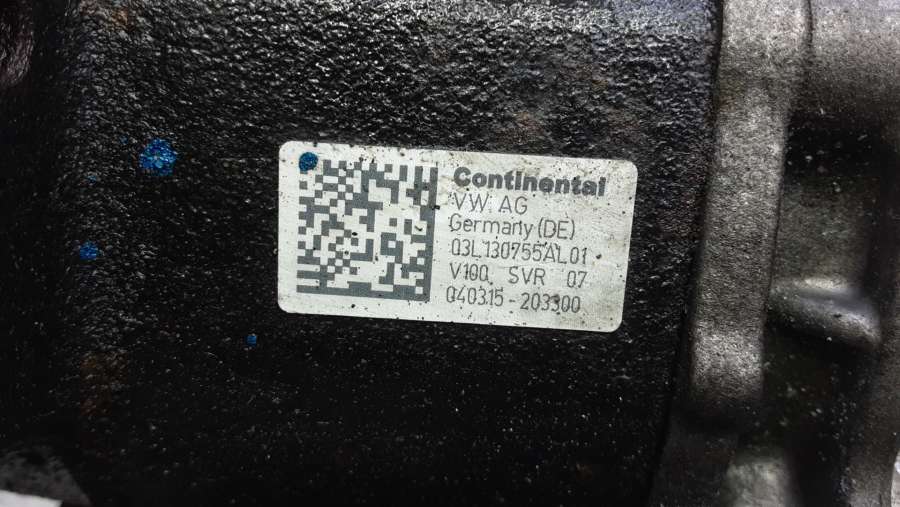 Continental
VW AG
Germany (DE)
03L130755AL01
V100 SVR 07
040315-203300